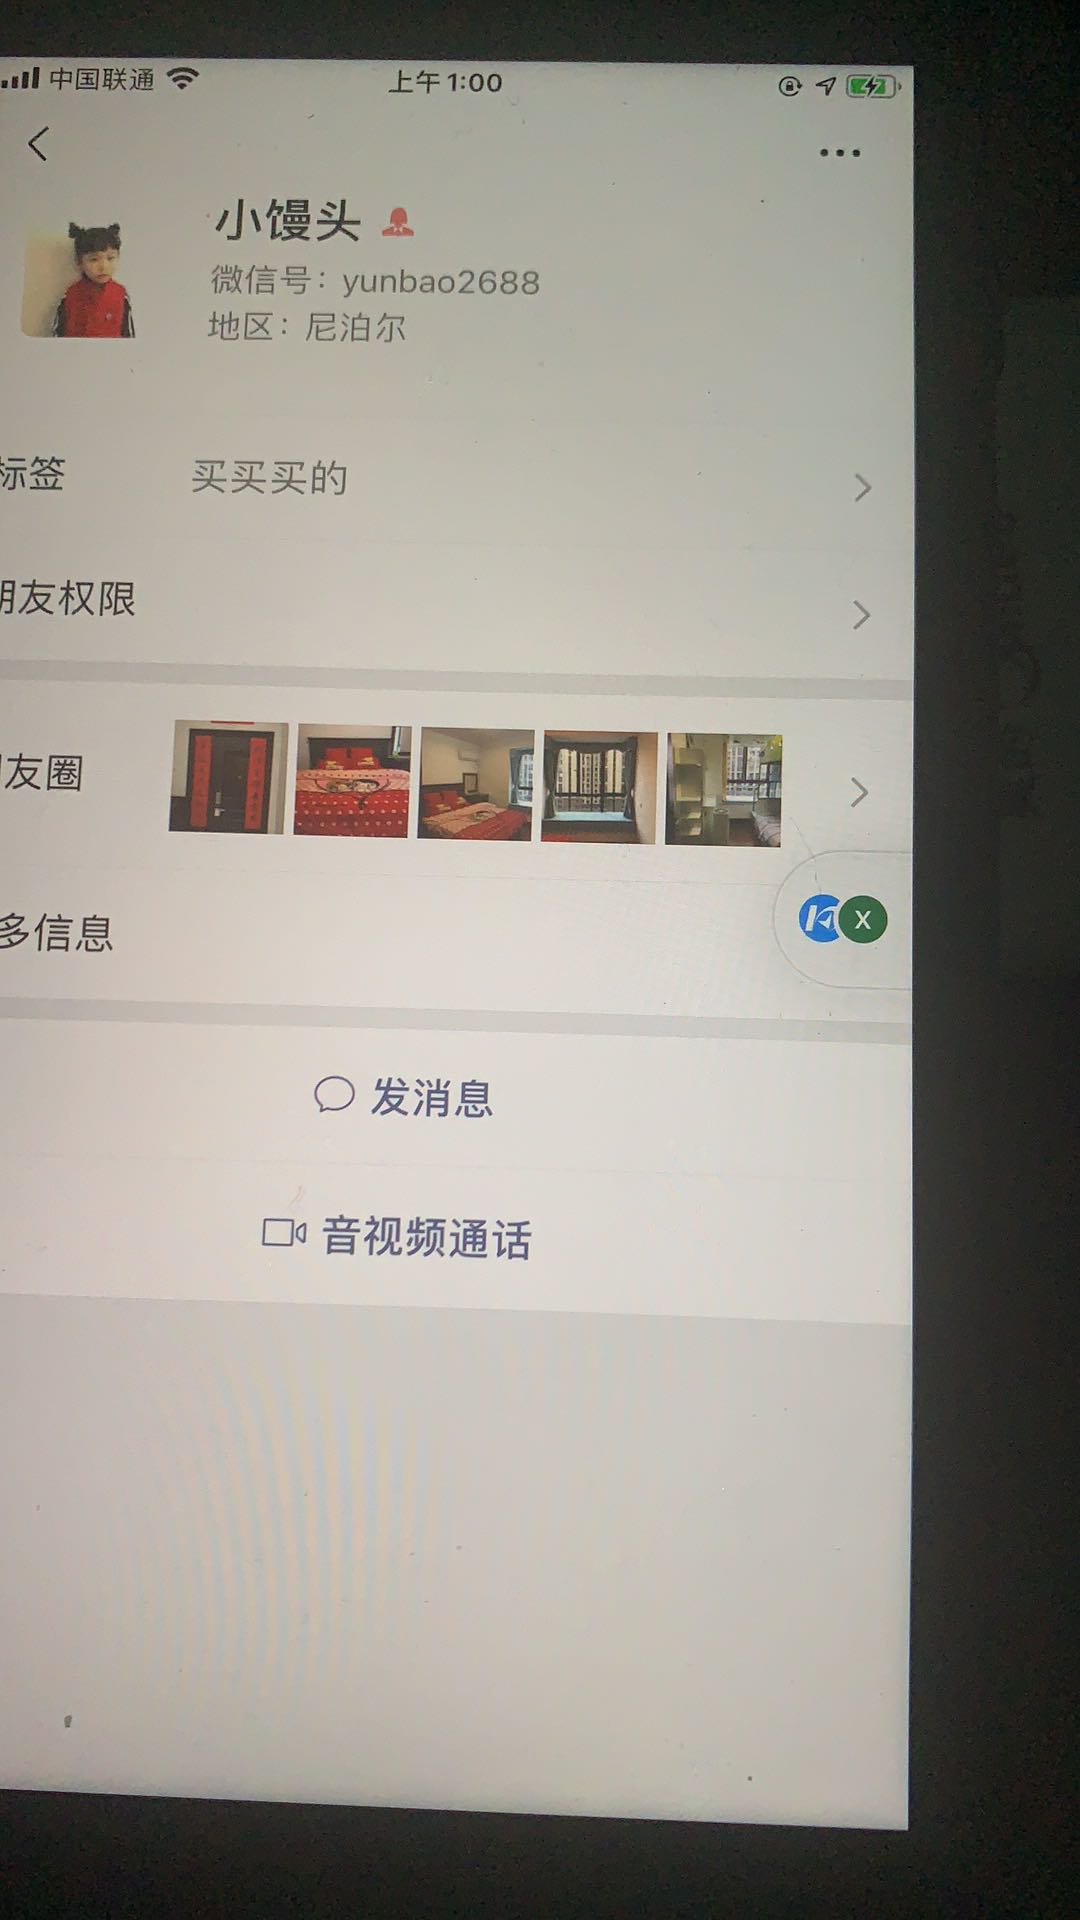 中国联通 上午1:00
小馒头
微信号：yunbao2688
地区：尼泊尔
标签 买买买的
朋友权限
友圈
多信息
X
发消息
音视频通话